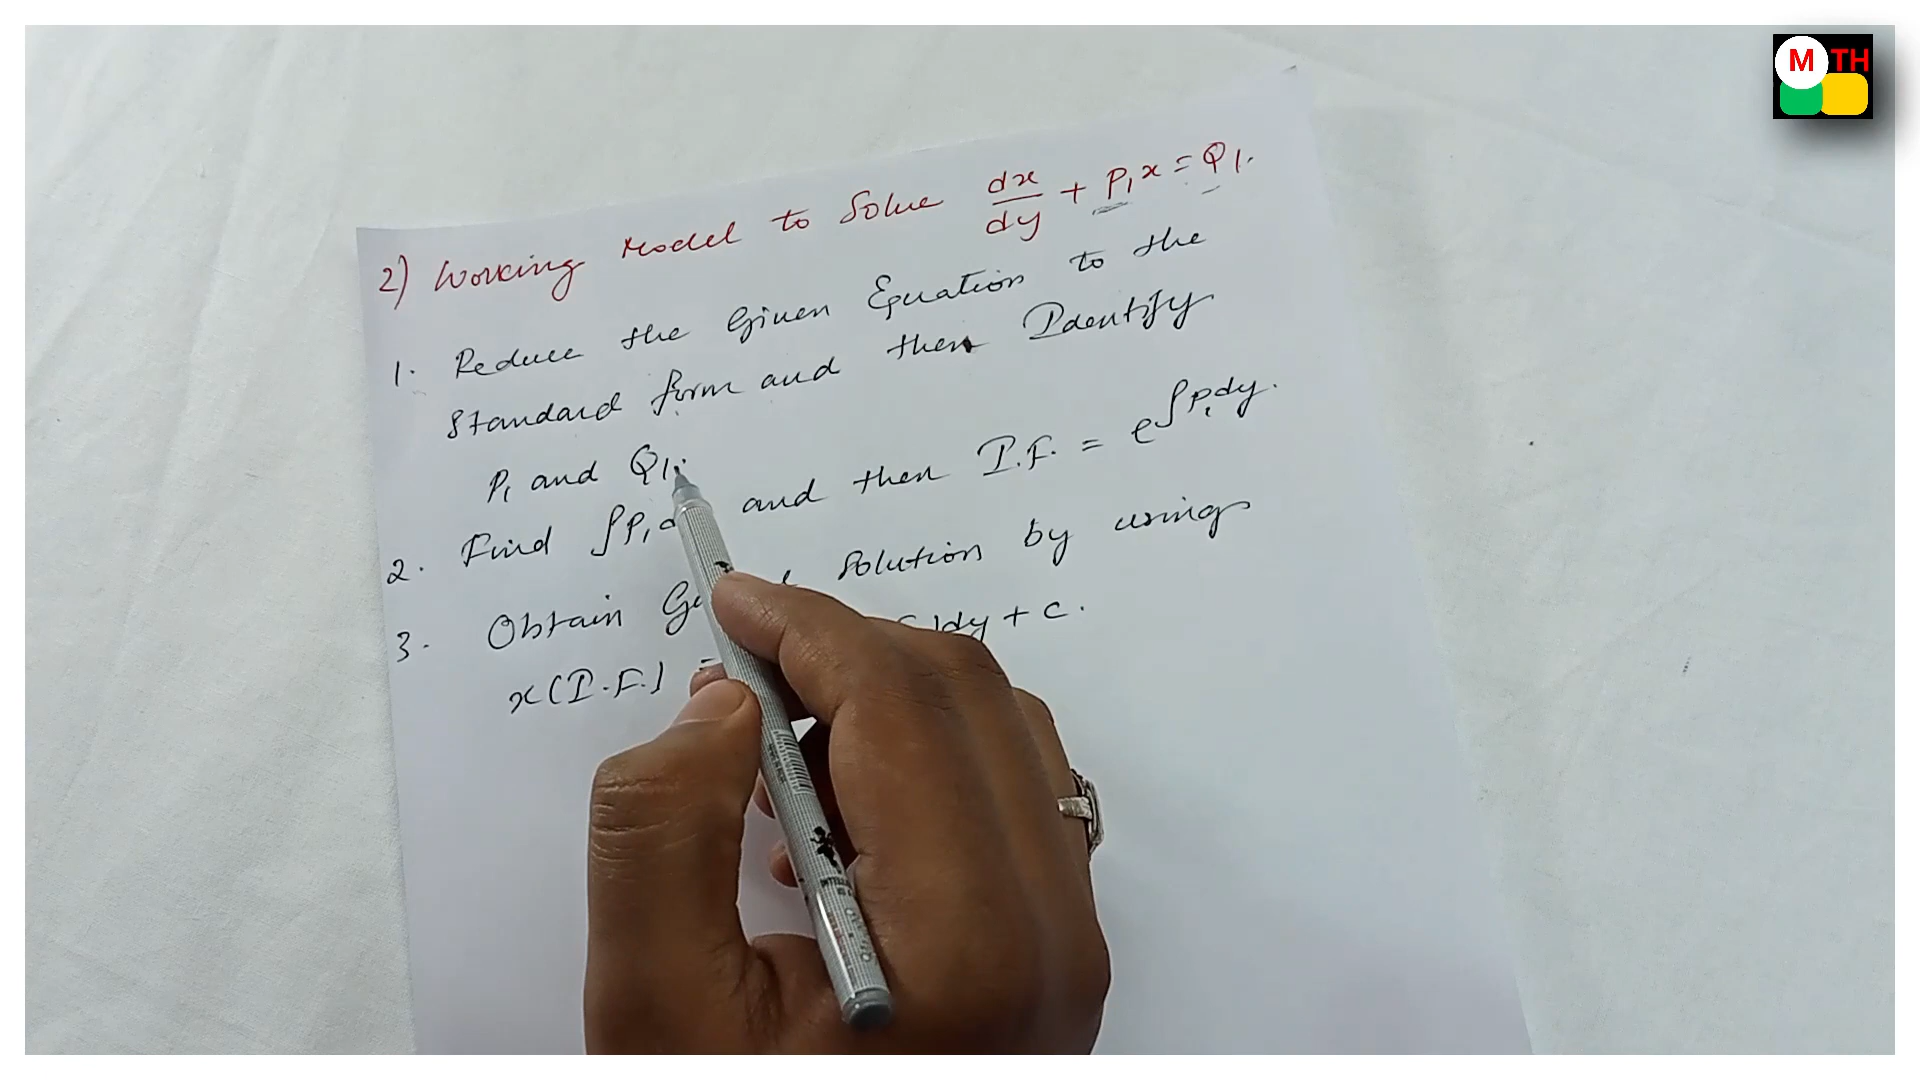 M TH
2) Working Model to Solve dx/dy + P₁x = Q1.
1. Reduce the Given Equation to the
Standard form and then Identify
P₁ and Q1.
2. Find ∫P₁ and then I.F. = e^∫P₁dy.
3. Obtain solution by using
x(I.F.) = )dy + c.